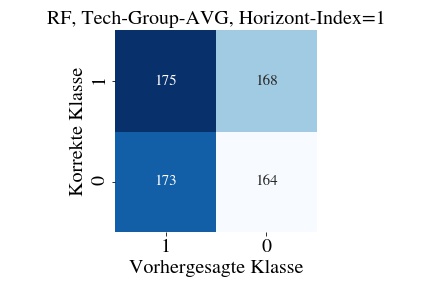 RF, Tech-Group-AVG, Horizont-Index=1
Korrekte Klasse
1
175
168
0
173
164
1
0
Vorhergesagte Klasse